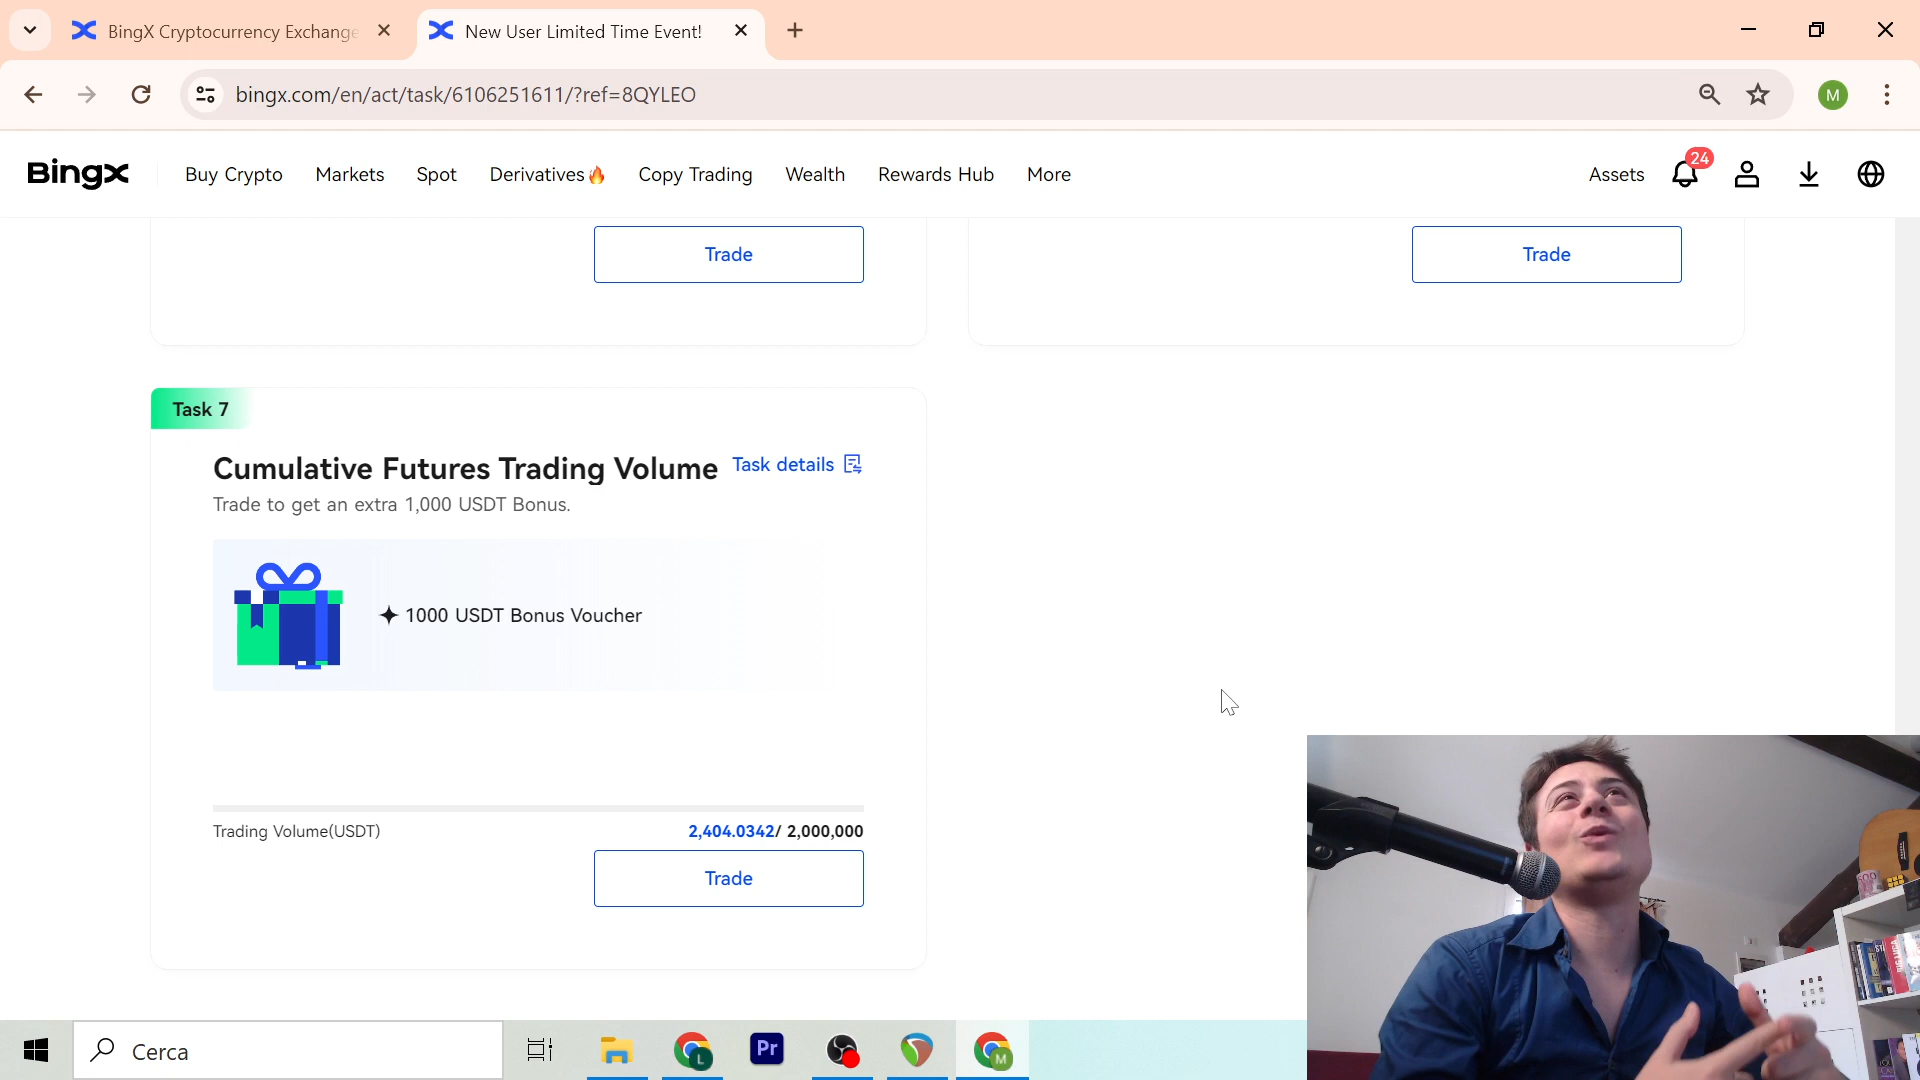 BingX Cryptocurrency Exchange
New User Limited Time Event!
bingx.com/en/act/task/6106251611/?ref=8QYLEO
M
BingX
Buy Crypto
Markets
Spot
Derivatives
Copy Trading
Wealth
Rewards Hub
More
Assets
24
Trade
Trade
Task 7
Cumulative Futures Trading Volume
Task details
Trade to get an extra 1,000 USDT Bonus.
1000 USDT Bonus Voucher
Trading Volume(USDT)
2,404.0342/ 2,000,000
Trade
Cerca
L
Pr
M